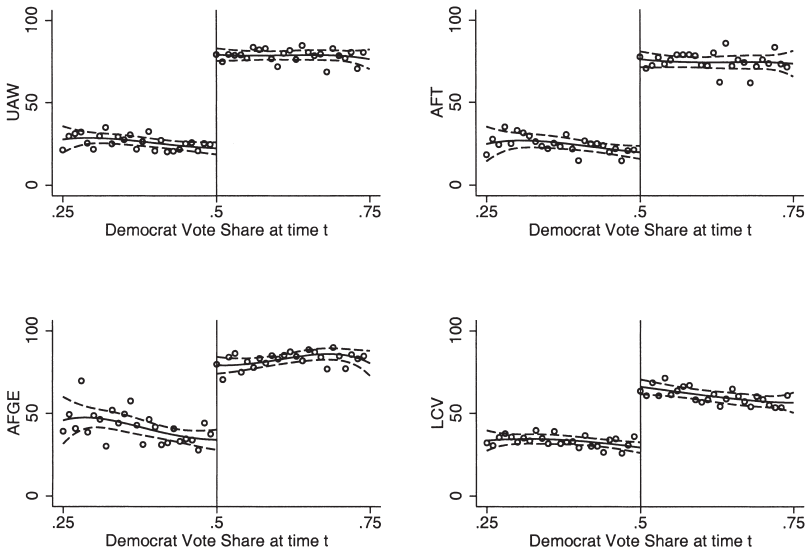 100
UAW
50
0
.25 .5 .75
Democrat Vote Share at time t
100
AFT
50
0
.25 .5 .75
Democrat Vote Share at time t
100
AFGE
50
0
.25 .5 .75
Democrat Vote Share at time t
100
LCV
50
0
.25 .5 .75
Democrat Vote Share at time t